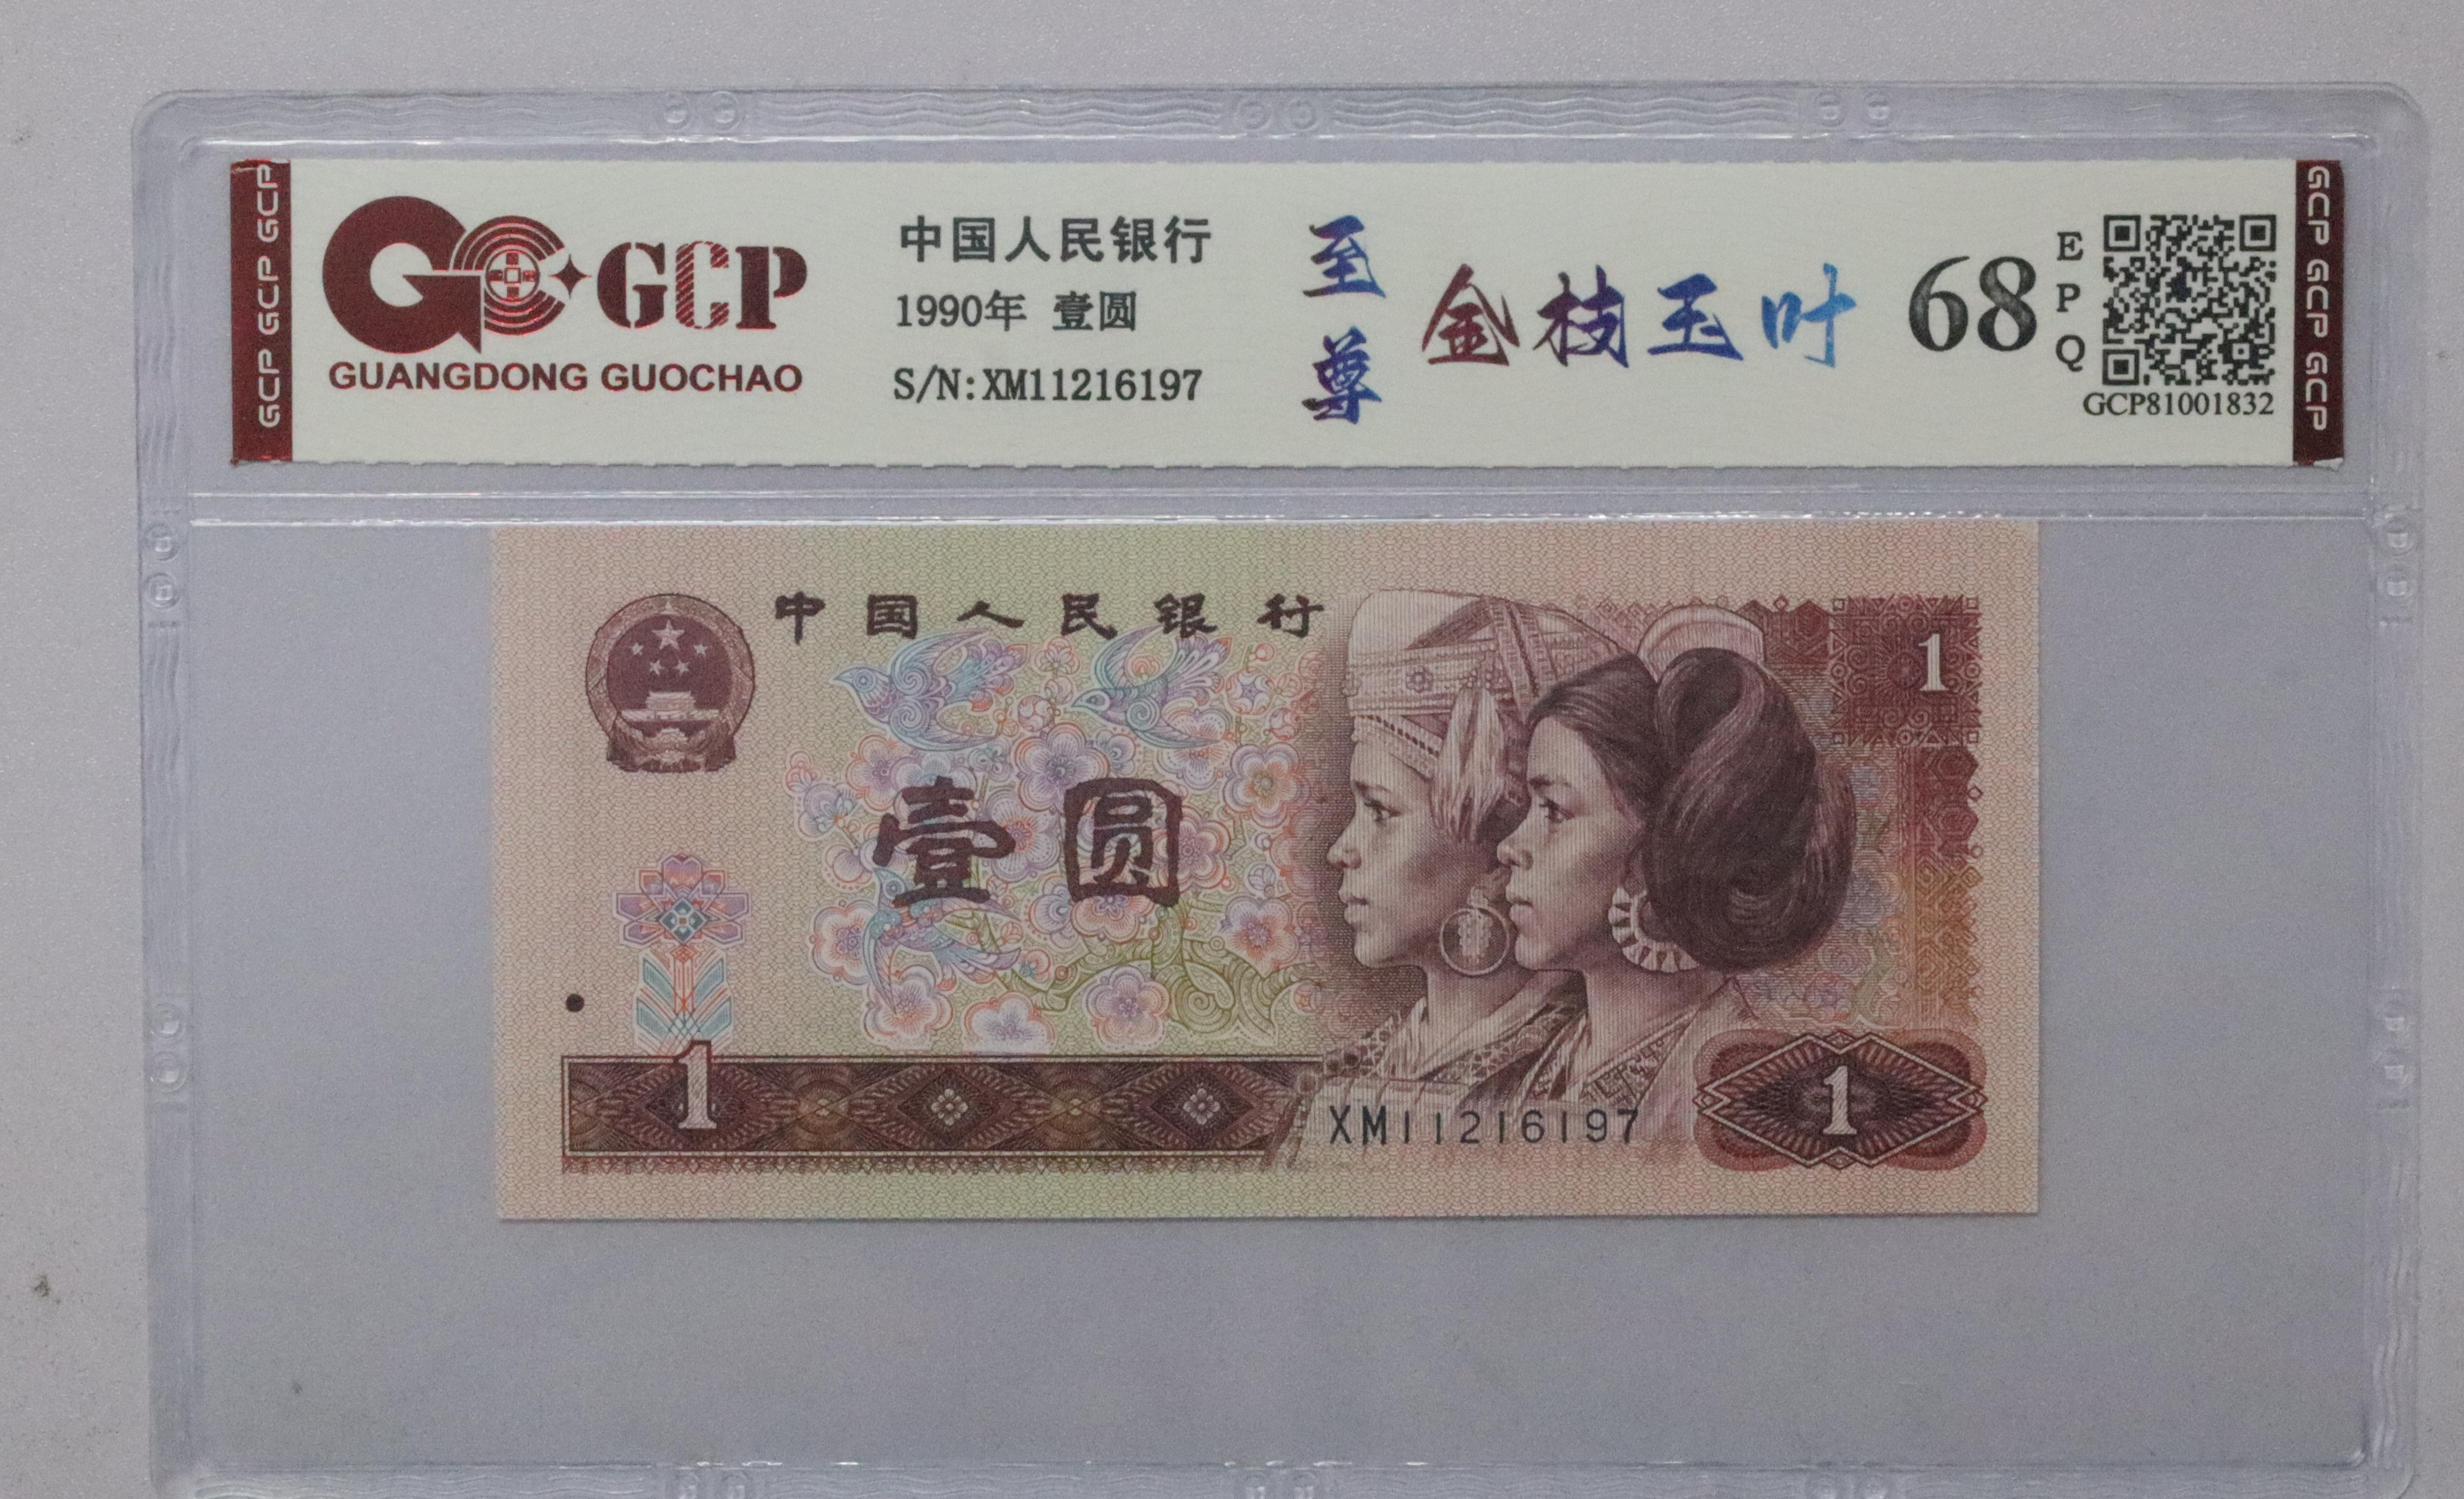 GCP GCP GCP
GCP
GUANGDONG GUOCHAO
中国人民银行
1990年 壹圆
S/N:XM11216197
至尊
金枝玉叶
68
EPQ
GCP81001832
GCP GCP GCP
中国人民银行
1
壹圆
1
XM11216197
1